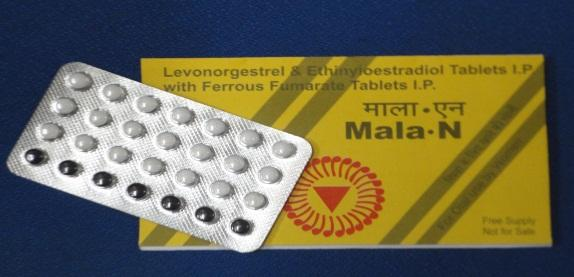 Levonorgestrel & Ethinyloestradiol Tablets I.P.
with Ferrous Fumarate Tablets I.P.
माला • एन
Mala•N
Free Supply
Not for Sale